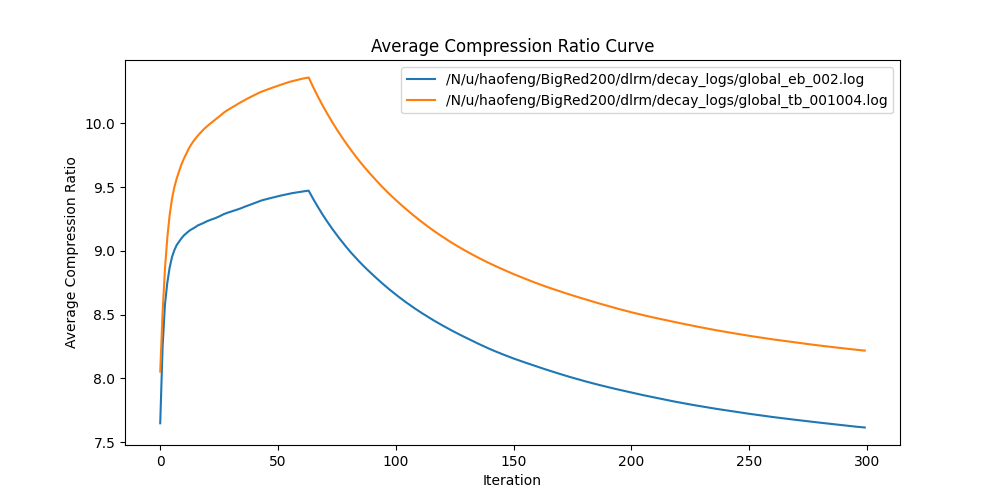 Average Compression Ratio Curve
/N/u/haofeng/BigRed200/dlrm/decay_logs/global_eb_002.log
/N/u/haofeng/BigRed200/dlrm/decay_logs/global_tb_001004.log
Average Compression Ratio
10.0
9.5
9.0
8.5
8.0
7.5
0 50 100 150 200 250 300
Iteration